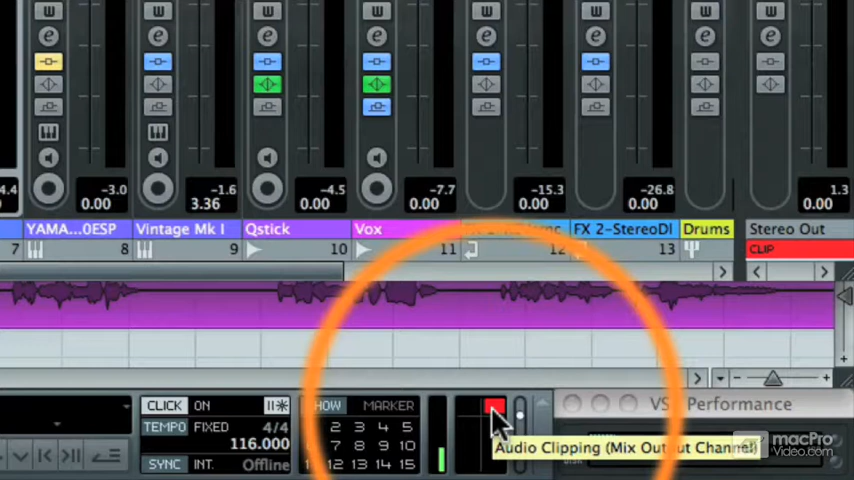 W W W W W W W W
e e e e e e e e
4.4 -3.0 -1.6 -4.5 -7.7 -15.3 -26.8 1.3
0.00 3.36 0.00 0.00 0.00 0.00 0.00
YAMA...0ESP Vintage Mk I Qstick Vox FX 2-StereoDl Drums Stereo Out
7 8 9 10 11 12 13 CLIP
CLICK ON SHOW MARKER VST Performance
TEMPO FIXED 4/4 2 3 4 5
116.000 7 8 9 10
SYNC INT. Offline 11 12 13 14 15
Audio Clipping (Mix Output Channel)
DISK
macPro
Video.com